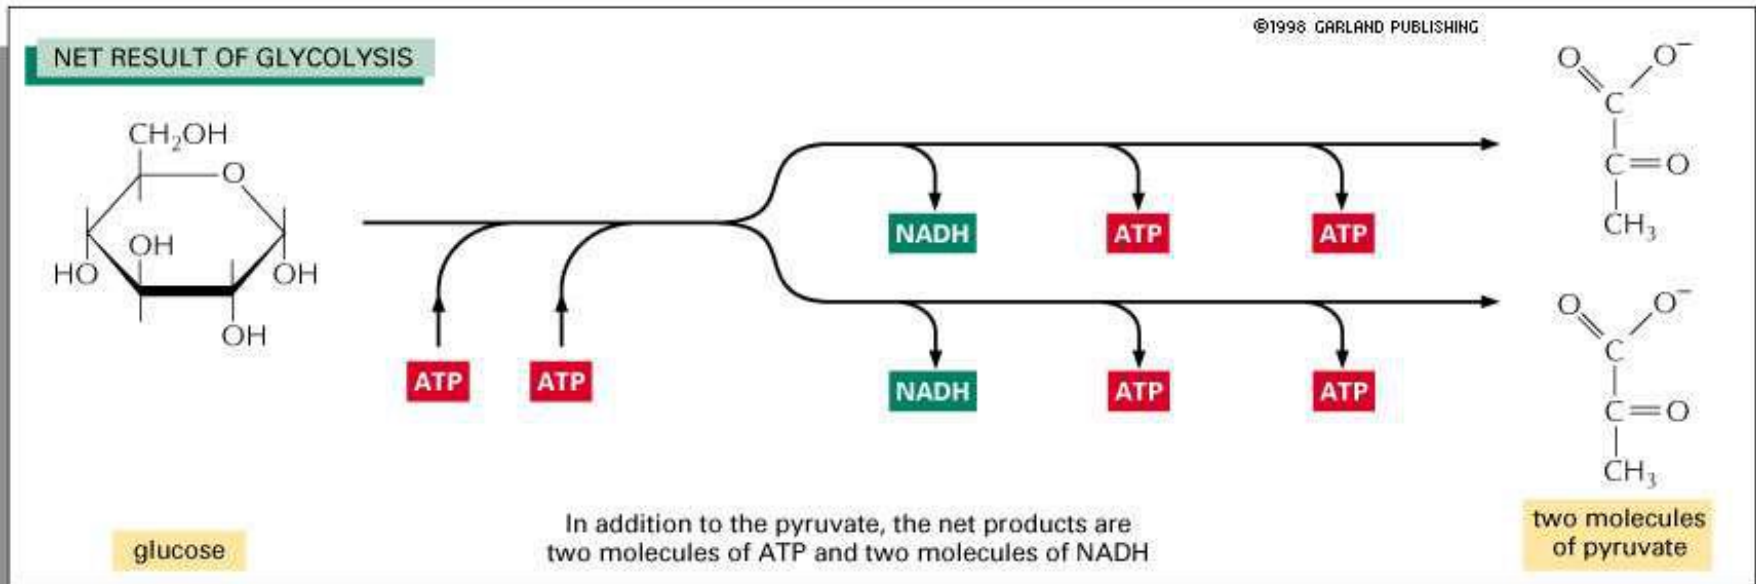 ©1998 GARLAND PUBLISHING
NET RESULT OF GLYCOLYSIS
CH₂OH
O
OH
HO
OH
OH
ATP
ATP
NADH
ATP
ATP
NADH
ATP
ATP
O
O⁻
C
C=O
CH₃
O
O⁻
C
C=O
CH₃
glucose
In addition to the pyruvate, the net products are
two molecules of ATP and two molecules of NADH
two molecules
of pyruvate